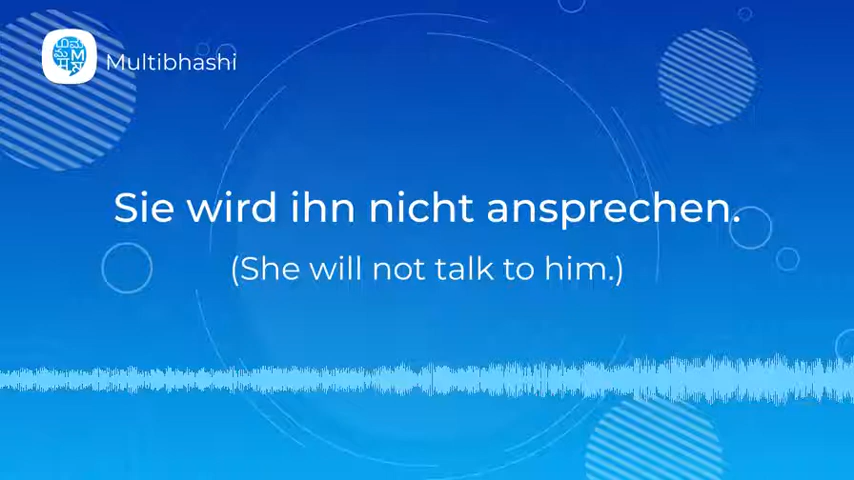 Multibhashi
Sie wird ihn nicht ansprechen.
(She will not talk to him.)